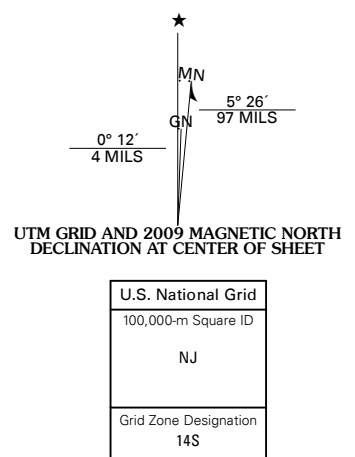 ★
MN
5° 26´
97 MILS
GN
0° 12´
4 MILS
UTM GRID AND 2009 MAGNETIC NORTH
DECLINATION AT CENTER OF SHEET
U.S. National Grid
100,000-m Square ID
NJ
Grid Zone Designation
14S